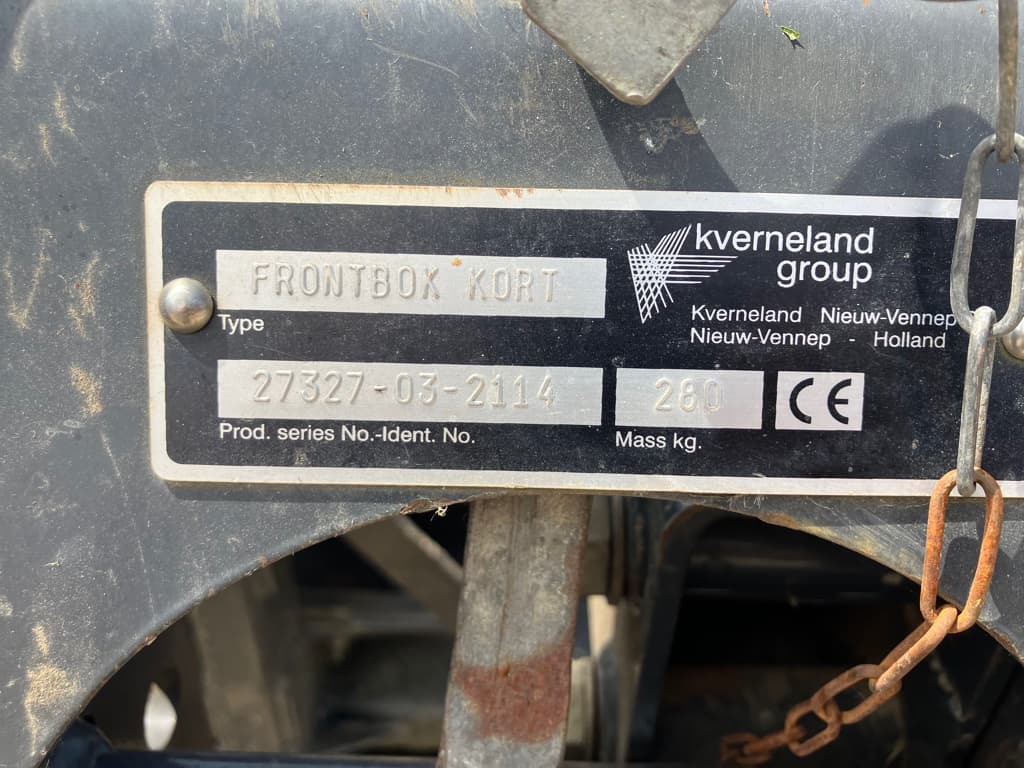 FRONTBOX KORT
Type
kverneland
group
Kverneland Nieuw-Vennep
Nieuw-Vennep - Holland
27327-03-2114
Prod. series No.-Ident. No.
280
Mass kg.
CE